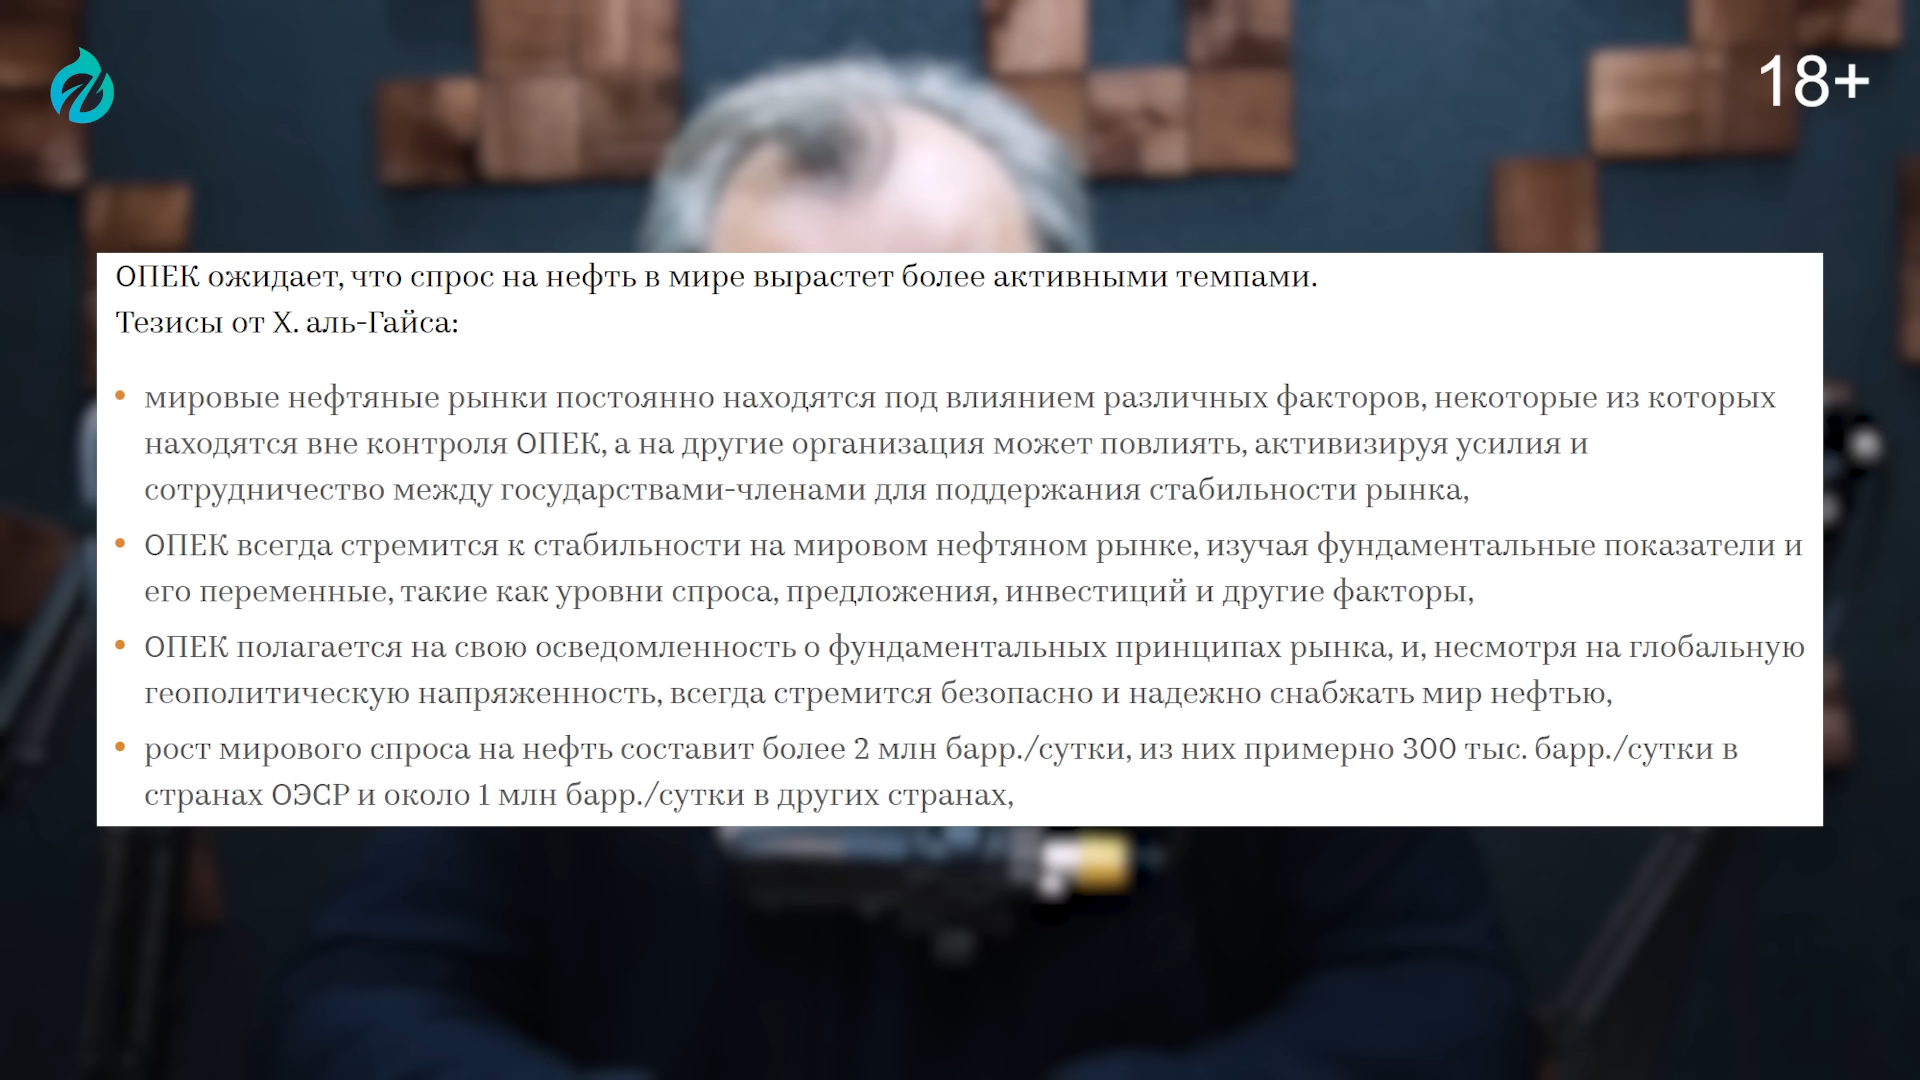 18+
ОПЕК ожидает, что спрос на нефть в мире вырастет более активными темпами.
Тезисы от Х. аль-Гайса:
• мировые нефтяные рынки постоянно находятся под влиянием различных факторов, некоторые из которых
находятся вне контроля ОПЕК, а на другие организация может повлиять, активизируя усилия и
сотрудничество между государствами-членами для поддержания стабильности рынка,
• ОПЕК всегда стремится к стабильности на мировом нефтяном рынке, изучая фундаментальные показатели и
его переменные, такие как уровни спроса, предложения, инвестиций и другие факторы,
• ОПЕК полагается на свою осведомленность о фундаментальных принципах рынка, и, несмотря на глобальную
геополитическую напряженность, всегда стремится безопасно и надежно снабжать мир нефтью,
• рост мирового спроса на нефть составит более 2 млн барр./сутки, из них примерно 300 тыс. барр./сутки в
странах ОЭСР и около 1 млн барр./сутки в других странах,